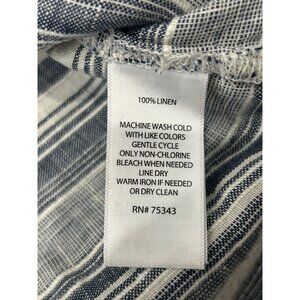 100% LINEN
MACHINE WASH COLD
WITH LIKE COLORS
GENTLE CYCLE
ONLY NON-CHLORINE
BLEACH WHEN NEEDED
LINE DRY
WARM IRON IF NEEDED
OR DRY CLEAN
RN# 75343